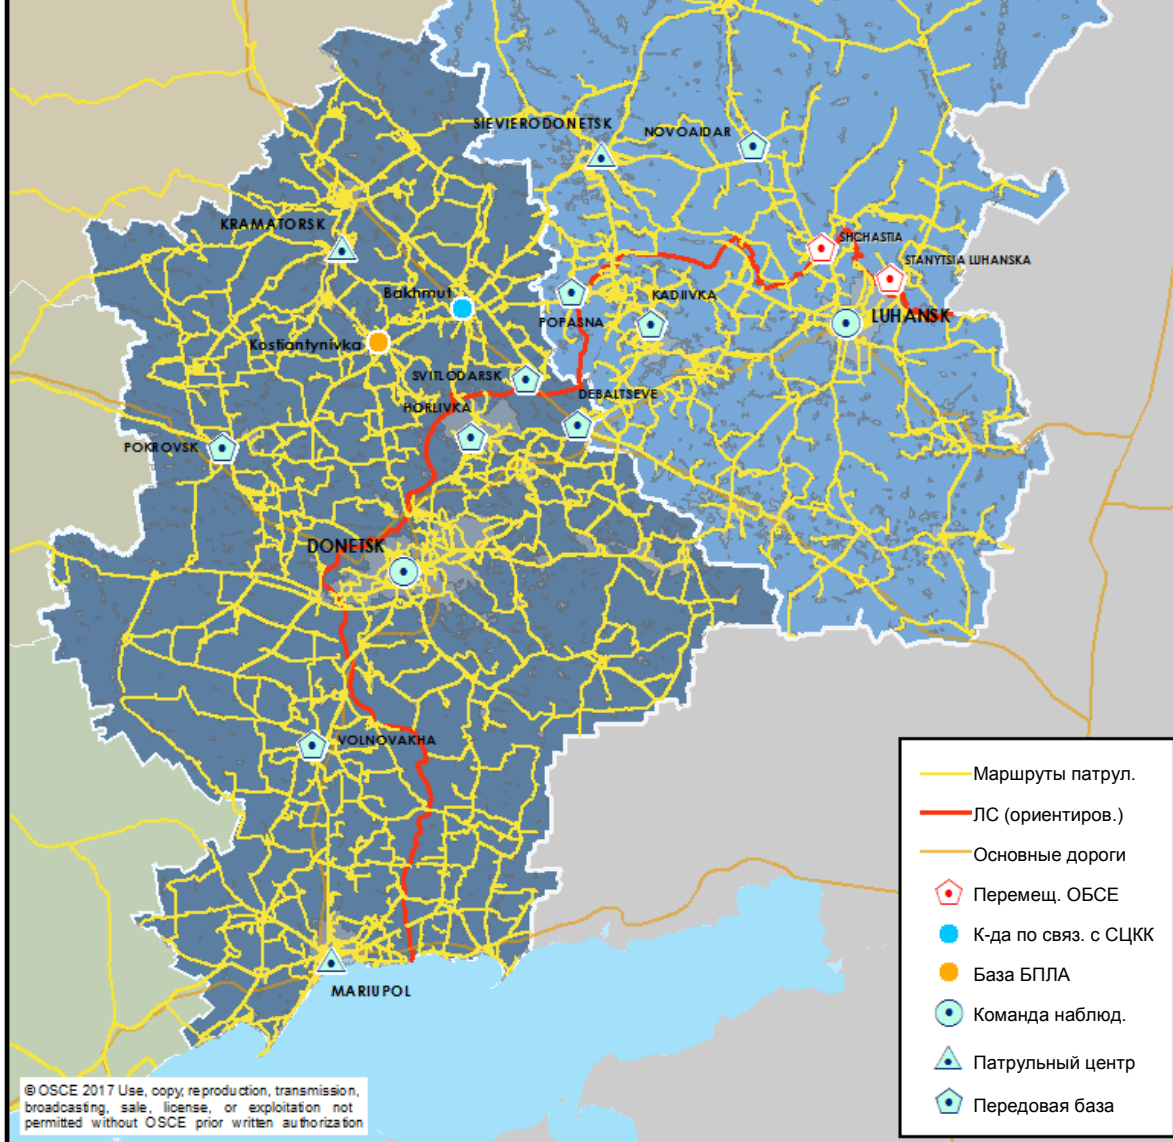 SIEVIERODONETSK
NOVOAIDAR
KRAMATORSK
SHCHASTIA
STANYTSIA LUHANSKA
Bakhmut
KADIIVKA
POPASNA
LUHANSK
Kostiantynivka
SVITLODARSK
DEBALTSEVE
HORLIVKA
POKROVSK
DONETSK
VOLNOVAKHA
MARIUPOL
Маршруты патрул.
ЛС (ориентиров.)
Основные дороги
Перемещ. ОБСЕ
К-да по связ. с СЦКК
База БПЛА
Команда наблюд.
Патрульный центр
Передовая база
© OSCE 2017 Use, copy, reproduction, transmission,
broadcasting, sale, license, or exploitation not
permitted without OSCE prior written authorization